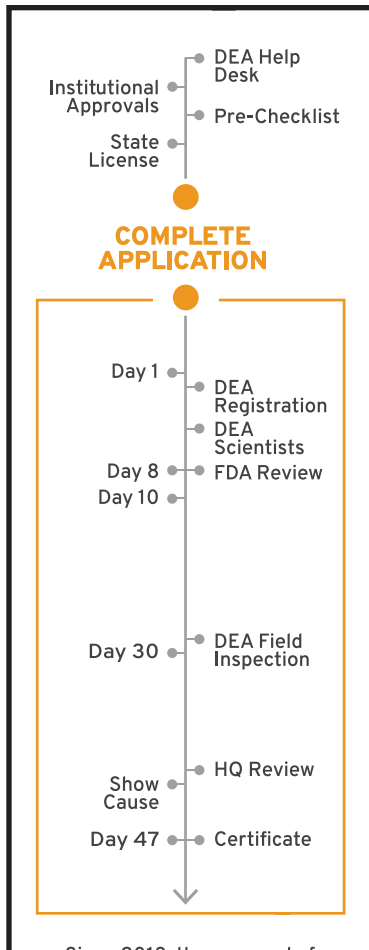 DEA Help
Desk
Institutional
Approvals
Pre-Checklist
State
License
COMPLETE
APPLICATION
Day 1
DEA
Registration
DEA
Scientists
Day 8
FDA Review
Day 10
DEA Field
Inspection
Day 30
HQ Review
Show
Cause
Day 47
Certificate